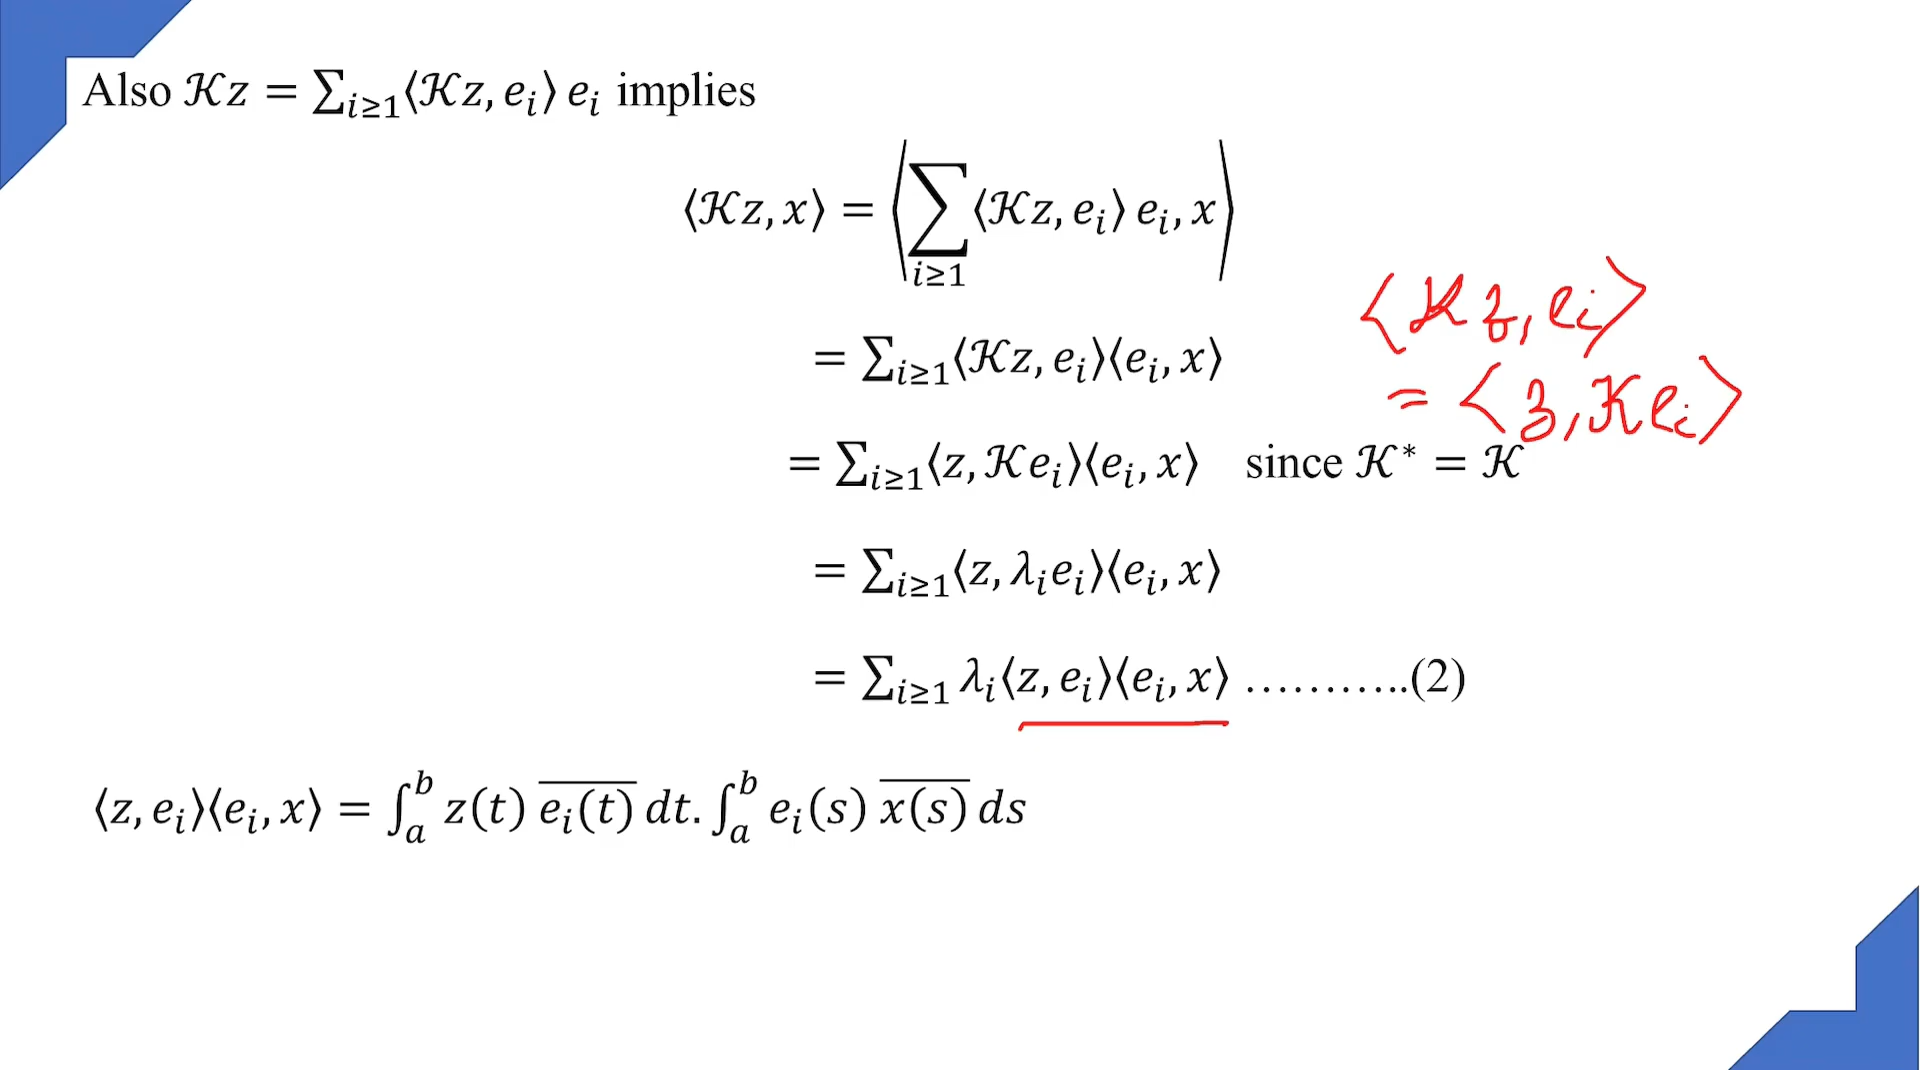 Also 𝒦z = ∑_{i≥1}⟨𝒦z, e_i⟩ e_i implies
⟨𝒦z, x⟩ = ⟨∑_{i≥1}⟨𝒦z, e_i⟩ e_i, x⟩
= ∑_{i≥1}⟨𝒦z, e_i⟩⟨e_i, x⟩
⟨𝒦z, e_i⟩
= ⟨z, 𝒦e_i⟩
= ∑_{i≥1}⟨z, 𝒦e_i⟩⟨e_i, x⟩ since 𝒦* = 𝒦
= ∑_{i≥1}⟨z, λ_i e_i⟩⟨e_i, x⟩
= ∑_{i≥1} λ_i⟨z, e_i⟩⟨e_i, x⟩ ………..(2)
⟨z, e_i⟩⟨e_i, x⟩ = ∫_a^b z(t) \overline{e_i(t)} dt. ∫_a^b e_i(s) \overline{x(s)} ds